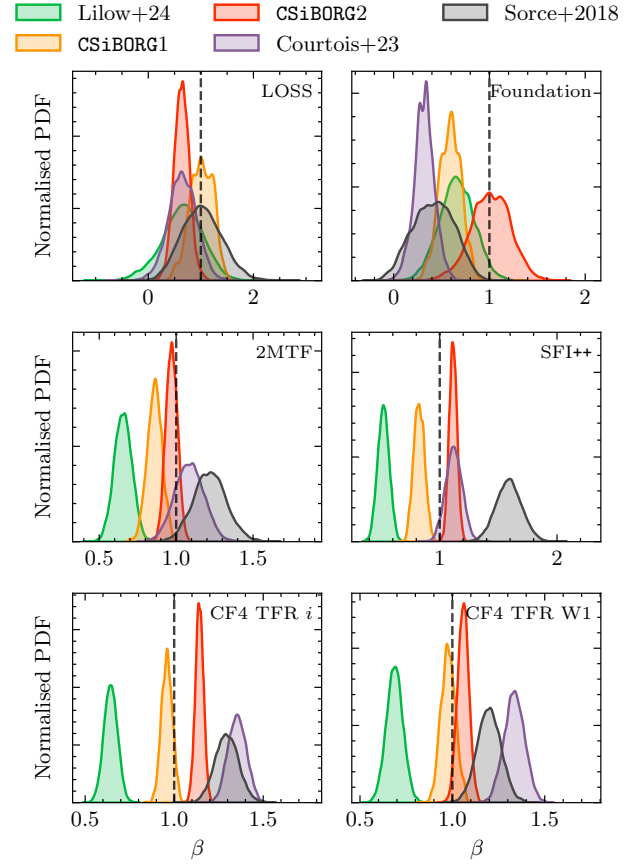 Lilow+24 CSiBORG2 Sorce+2018
CSiBORG1 Courtois+23
LOSS Foundation
Normalised PDF
0 2 0 1 2
2MTF SFI++
Normalised PDF
0.5 1.0 1.5 1 2
CF4 TFR i CF4 TFR W1
Normalised PDF
0.5 1.0 1.5 0.5 1.0 1.5
β β